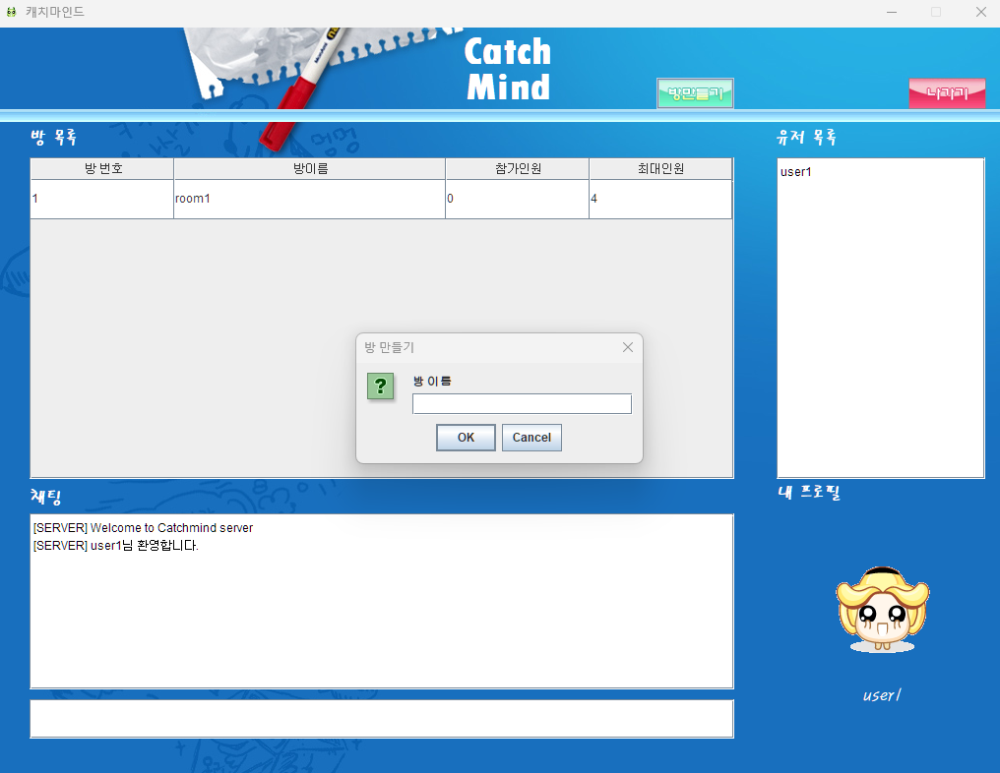 캐치마인드
Catch
Mind
방만들기
나가기
방 목록
유저 목록
방 번호 방이름 참가인원 최대인원
1 room1 0 4
user1
방 만들기
?
방 이름
OK Cancel
채팅
[SERVER] Welcome to Catchmind server
[SERVER] user1님 환영합니다.
내 프로필
user1
멍멍